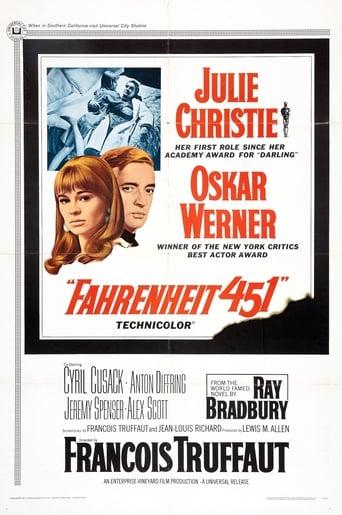 When in Southern California visit Universal City Studios
JULIE
CHRISTIE
HER FIRST ROLE SINCE HER
ACADEMY AWARD FOR "DARLING"
OSKAR
WERNER
WINNER OF THE NEW YORK CRITICS
BEST ACTOR AWARD
"FAHRENHEIT 451"
TECHNICOLOR
Co-Starring
CYRIL CUSACK · ANTON DIFFRING
JEREMY SPENSER · ALEX SCOTT
FROM THE
WORLD FAMED
NOVEL BY
RAY
BRADBURY
Screenplay by FRANCOIS TRUFFAUT and JEAN-LOUIS RICHARD Produced by LEWIS M. ALLEN
Directed by
FRANCOIS TRUFFAUT
AN ENTERPRISE VINEYARD FILM PRODUCTION - A UNIVERSAL RELEASE